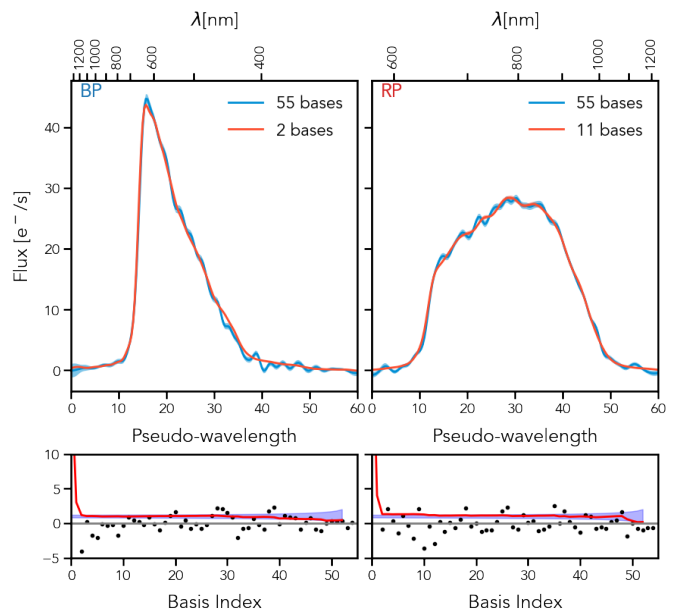 λ[nm]
λ[nm]
1200
1000
800
600
400
600
800
1000
1200
BP
55 bases
2 bases
RP
55 bases
11 bases
Flux [e⁻/s]
40
30
20
10
0
0 10 20 30 40 50 60
0 10 20 30 40 50 60
Pseudo-wavelength
Pseudo-wavelength
10
5
0
−5
0 10 20 30 40 50
0 10 20 30 40 50
Basis Index
Basis Index